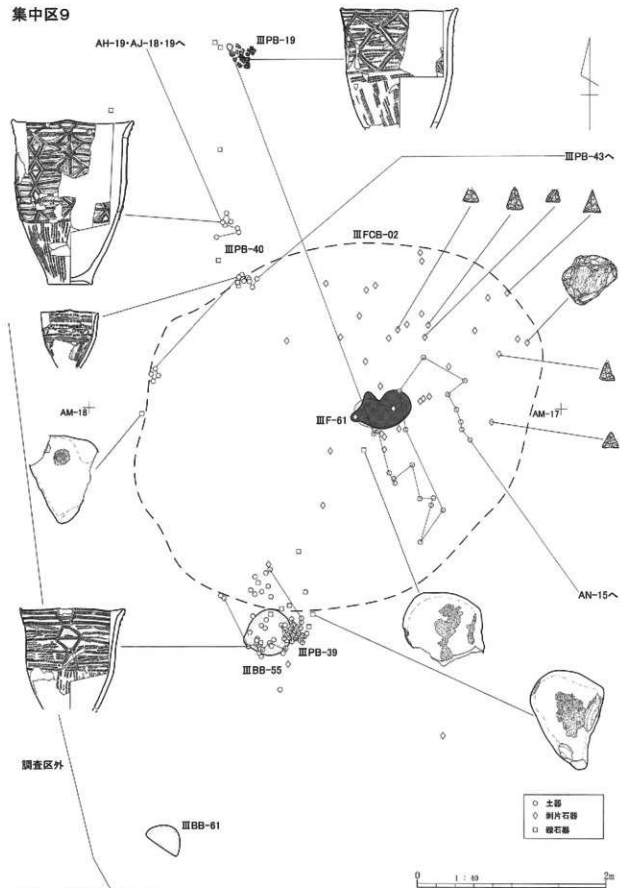 集中区9
AH-19・AJ-18・19へ
ⅢPB-19
ⅢPB-43へ
ⅢFCB-02
ⅢPB-40
ⅢF-61
AM-18
AM-17
AN-15へ
ⅢPB-39
ⅢBB-55
調査区外
ⅢBB-61
○ 土器
◇ 剥片石器
□ 礫石器
0 1:40 2m